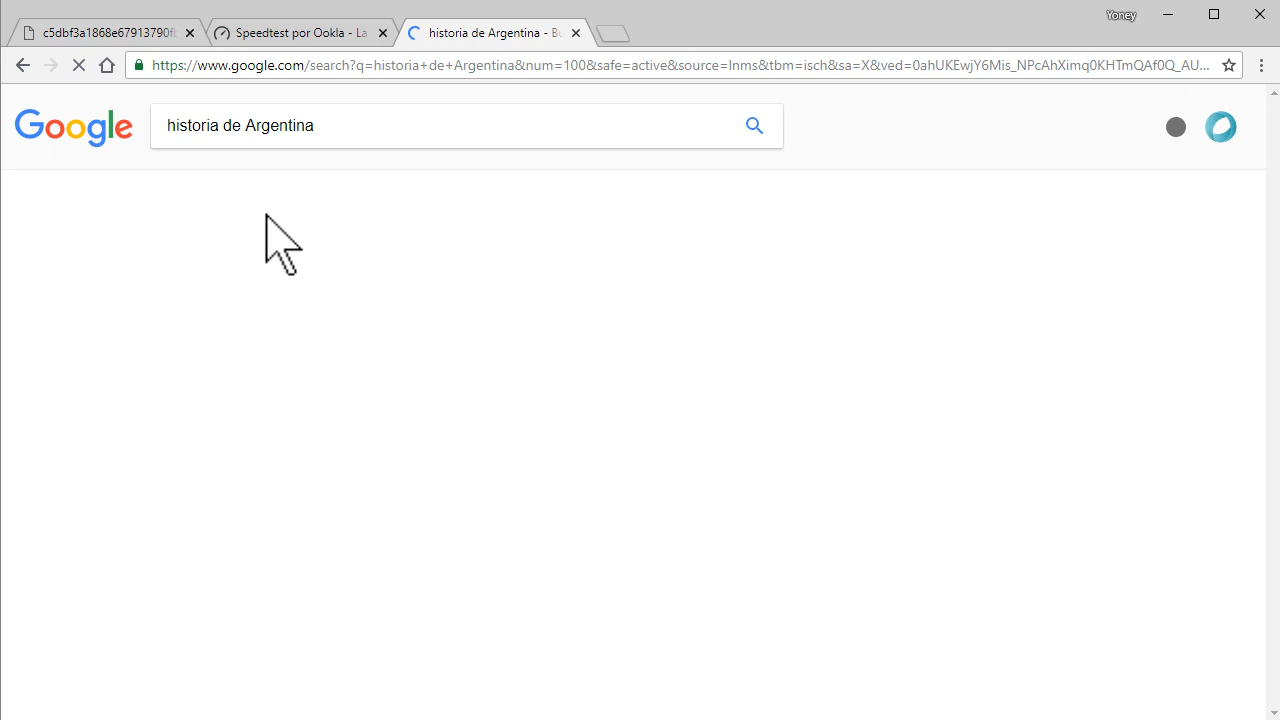 Yoney
c5dbf3a1868e67913790f
Speedtest por Ookla - La
historia de Argentina - Bu
https://www.google.com/search?q=historia+de+Argentina&num=100&safe=active&source=lnms&tbm=isch&sa=X&ved=0ahUKEwjY6Mis_NPcAhXimq0KHTmQAf0Q_AU...
Google
historia de Argentina